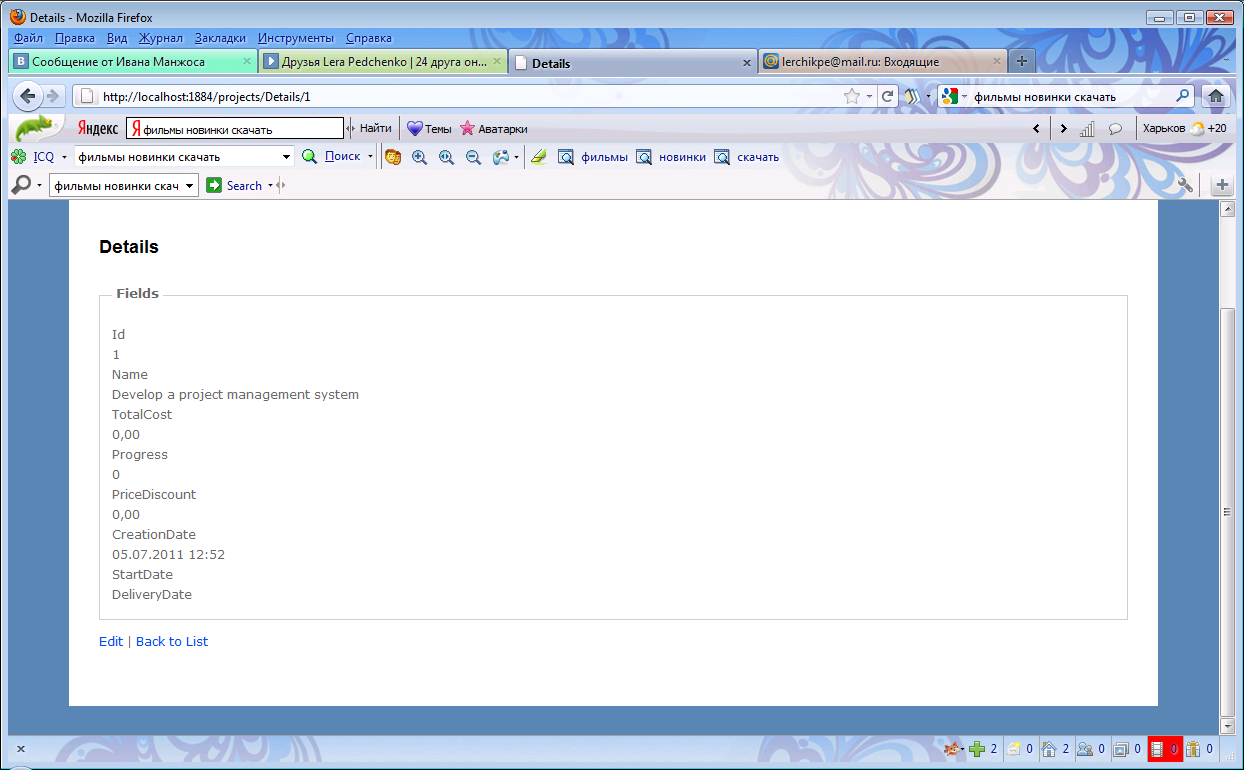 Details - Mozilla Firefox
Файл Правка Вид Журнал Закладки Инструменты Справка
Сообщение от Ивана Манжоса
Друзья Lera Pedchenko | 24 друга он...
Details
lerchikpe@mail.ru: Входящие
http://localhost:1884/projects/Details/1
фильмы новинки скачать
Яндекс Я фильмы новинки скачать Найти Темы Аватарки Харьков +20
ICQ фильмы новинки скачать Поиск фильмы новинки скачать
фильмы новинки скач Search
Details
Fields
Id
1
Name
Develop a project management system
TotalCost
0,00
Progress
0
PriceDiscount
0,00
CreationDate
05.07.2011 12:52
StartDate
DeliveryDate
Edit | Back to List
2 0 2 0 0 0 0